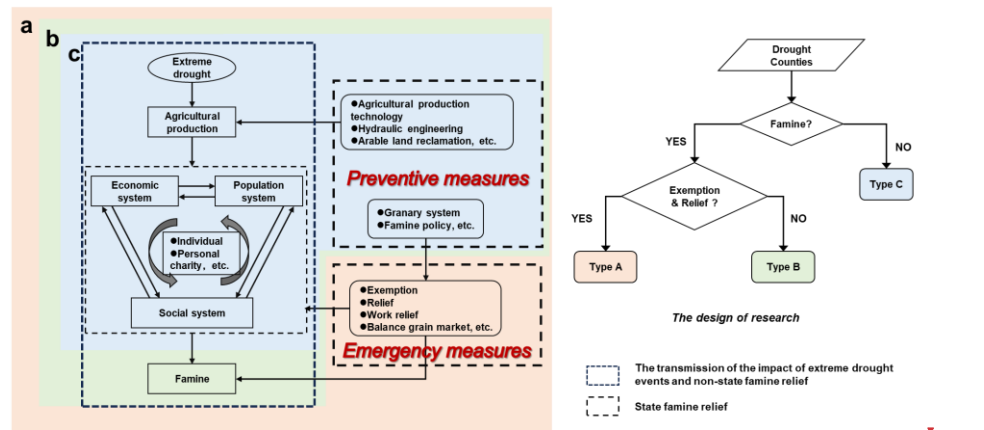 a
b
c
Extreme
drought
Agricultural
production
Economic
system
Population
system
●Individual
●Personal
charity, etc.
Social system
Famine
●Agricultural production
technology
●Hydraulic engineering
●Arable land reclamation, etc.
Preventive measures
●Granary system
●Famine policy, etc.
●Exemption
●Relief
●Work relief
●Balance grain market, etc.
Emergency measures
Drought
Counties
Famine?
YES
NO
Type C
Exemption
& Relief ?
YES
NO
Type A
Type B
The design of research
The transmission of the impact of extreme drought
events and non-state famine relief
State famine relief